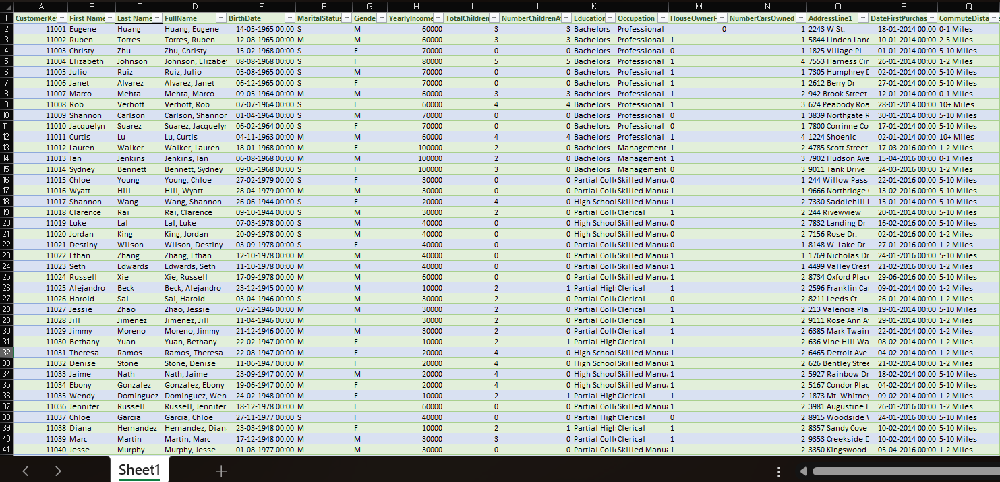 A B C D E F G H I J K L M N O P Q
1 CustomerKe First Name Last Name FullName BirthDate MaritalStatus Gende YearlyIncome TotalChildren NumberChildrenA Education Occupation HouseOwnerF NumberCarsOwned AddressLine1 DateFirstPurchas CommuteDista
2 11001 Eugene Huang Huang, Eugene 14-05-1965 00:00 S M 60000 3 3 Bachelors Professional 0 1 2243 W St. 18-01-2014 00:00 0-1 Miles
3 11002 Ruben Torres Torres, Ruben 12-08-1965 00:00 M M 60000 3 3 Bachelors Professional 1 1 5844 Linden Land 10-01-2014 00:00 2-5 Miles
4 11003 Christy Zhu Zhu, Christy 15-02-1968 00:00 S F 70000 0 0 Bachelors Professional 0 1 1825 Village Pl. 01-01-2014 00:00 5-10 Miles
5 11004 Elizabeth Johnson Johnson, Elizabe 08-08-1968 00:00 S F 80000 5 5 Bachelors Professional 1 4 7553 Harness Cir 26-01-2014 00:00 1-2 Miles
6 11005 Julio Ruiz Ruiz, Julio 05-08-1965 00:00 S M 70000 0 0 Bachelors Professional 1 1 7305 Humphrey 02-01-2014 00:00 5-10 Miles
7 11006 Janet Alvarez Alvarez, Janet 06-12-1965 00:00 S F 70000 0 0 Bachelors Professional 1 1 2612 Berry Dr 27-01-2014 00:00 5-10 Miles
8 11007 Marco Mehta Mehta, Marco 09-05-1964 00:00 M M 60000 3 3 Bachelors Professional 1 2 942 Brook Street 12-01-2014 00:00 0-1 Miles
9 11008 Rob Verhoff Verhoff, Rob 07-07-1964 00:00 S F 60000 4 4 Bachelors Professional 1 3 624 Peabody Roa 28-01-2014 00:00 10+ Miles
10 11009 Shannon Carlson Carlson, Shannor 01-04-1964 00:00 S M 70000 0 0 Bachelors Professional 0 1 3839 Northgate 30-01-2014 00:00 5-10 Miles
11 11010 Jacquelyn Suarez Suarez, Jacquelyr 06-02-1964 00:00 S F 70000 0 0 Bachelors Professional 0 1 7800 Corrinne Co 17-01-2014 00:00 5-10 Miles
12 11011 Curtis Lu Lu, Curtis 04-11-1963 00:00 M M 60000 4 4 Bachelors Professional 1 4 1224 Shoenic 02-01-2014 00:00 10+ Miles
13 11012 Lauren Walker Walker, Lauren 18-01-1968 00:00 M F 100000 2 0 Bachelors Management 1 2 4785 Scott Street 17-03-2016 00:00 1-2 Miles
14 11013 Ian Jenkins Jenkins, Ian 06-08-1968 00:00 M M 100000 2 0 Bachelors Management 1 3 7902 Hudson Ave 15-04-2016 00:00 0-1 Miles
15 11014 Sydney Bennett Bennett, Sydney 09-05-1968 00:00 S F 100000 3 0 Bachelors Management 0 3 9011 Tank Drive 24-03-2016 00:00 1-2 Miles
16 11015 Chloe Young Young, Chloe 27-02-1979 00:00 S F 30000 0 0 Partial Coll Skilled Manua 0 1 244 Willow Pass 22-01-2016 00:00 5-10 Miles
17 11016 Wyatt Hill Hill, Wyatt 28-04-1979 00:00 M M 30000 0 0 Partial Coll Skilled Manua 1 1 9666 Northridge 13-02-2016 00:00 5-10 Miles
18 11017 Shannon Wang Wang, Shannon 26-06-1944 00:00 S F 20000 4 0 High School Skilled Manua 1 2 7330 Saddlehill 15-01-2014 00:00 5-10 Miles
19 11018 Clarence Rai Rai, Clarence 09-10-1944 00:00 S M 30000 2 0 Partial Coll Clerical 1 2 244 Rivewview 20-01-2014 00:00 5-10 Miles
20 11019 Luke Lal Lal, Luke 07-03-1978 00:00 S M 40000 0 0 High School Skilled Manua 0 2 7832 Landing Dr 16-02-2016 00:00 5-10 Miles
21 11020 Jordan King King, Jordan 20-09-1978 00:00 S M 40000 0 0 High School Skilled Manua 0 2 7156 Rose Dr. 02-01-2016 00:00 1-2 Miles
22 11021 Destiny Wilson Wilson, Destiny 03-09-1978 00:00 S F 40000 0 0 Partial Coll Skilled Manua 0 1 8148 W. Lake Dr. 27-01-2016 00:00 1-2 Miles
23 11022 Ethan Zhang Zhang, Ethan 12-10-1978 00:00 M M 40000 0 0 Partial Coll Skilled Manua 1 1 1769 Nicholas Dr 24-01-2016 00:00 5-10 Miles
24 11023 Seth Edwards Edwards, Seth 11-10-1978 00:00 M M 40000 0 0 Partial Coll Skilled Manua 1 1 4499 Valley Crest 21-02-2016 00:00 1-2 Miles
25 11024 Russell Xie Xie, Russell 17-09-1978 00:00 M M 60000 0 0 Partial Coll Skilled Manua 1 2 8734 Oxford Plac 29-06-2016 00:00 5-10 Miles
26 11025 Alejandro Beck Beck, Alejandro 23-12-1945 00:00 M M 10000 2 1 Partial High Clerical 1 2 2596 Franklin Ca 09-01-2016 00:00 1-2 Miles
27 11026 Harold Sai Sai, Harold 03-04-1946 00:00 S M 30000 2 0 Partial Coll Clerical 0 2 8211 Leeds Ct. 26-01-2016 00:00 1-2 Miles
28 11027 Jessie Zhao Zhao, Jessie 07-12-1946 00:00 M M 30000 2 0 Partial Coll Clerical 1 2 213 Valencia Pla 19-01-2016 00:00 5-10 Miles
29 11028 Jill Jimenez Jimenez, Jill 11-04-1946 00:00 M F 30000 2 0 Partial Coll Clerical 1 2 9111 Rose Ann A 29-01-2016 00:00 1-2 Miles
30 11029 Jimmy Moreno Moreno, Jimmy 21-12-1946 00:00 M M 30000 2 0 Partial Coll Clerical 1 2 6385 Mark Twain 22-01-2016 00:00 1-2 Miles
31 11030 Bethany Yuan Yuan, Bethany 22-02-1947 00:00 M F 10000 2 1 Partial High Clerical 1 2 636 Vine Hill Wa 08-02-2016 00:00 1-2 Miles
32 11031 Theresa Ramos Ramos, Theresa 22-08-1947 00:00 M F 20000 4 0 High School Skilled Manua 1 2 6465 Detroit Ave. 04-02-2016 00:00 1-2 Miles
33 11032 Denise Stone Stone, Denise 11-06-1947 00:00 M F 20000 4 0 High School Skilled Manua 1 2 626 Bentley Stree 21-02-2016 00:00 1-2 Miles
34 11033 Jaime Nath Nath, Jaime 23-09-1947 00:00 M M 20000 4 0 High School Skilled Manua 1 2 5927 Rainbow Dr 18-02-2016 00:00 5-10 Miles
35 11034 Ebony Gonzalez Gonzalez, Ebony 19-06-1947 00:00 M F 20000 4 0 High School Skilled Manua 1 2 5167 Condor Plac 04-02-2016 00:00 5-10 Miles
36 11035 Wendy Dominguez Dominguez, Wen 24-02-1948 00:00 M F 10000 2 1 Partial High Clerical 1 2 1873 Mt. Whitney 09-02-2016 00:00 1-2 Miles
37 11036 Jennifer Russell Russell, Jennifer 18-12-1978 00:00 M F 60000 0 0 Partial Coll Skilled Manua 1 2 3981 Augustine 26-01-2016 00:00 1-2 Miles
38 11037 Chloe Garcia Garcia, Chloe 27-11-1977 00:00 S F 40000 0 0 Partial High Clerical 0 2 8915 Woodside 24-01-2016 00:00 5-10 Miles
39 11038 Diana Hernandez Hernandez, Dian 23-03-1948 00:00 M F 10000 2 1 Partial High Clerical 1 2 8357 Sandy Cove 10-02-2016 00:00 5-10 Miles
40 11039 Marc Martin Martin, Marc 17-12-1948 00:00 M M 30000 3 0 Partial Coll Clerical 1 2 9353 Creekside 10-02-2016 00:00 5-10 Miles
41 11040 Jesse Murphy Murphy, Jesse 01-08-1977 00:00 M M 30000 0 0 Partial Coll Skilled Manua 1 2 3350 Kingswood 05-04-2016 00:00 1-2 Miles
Sheet1